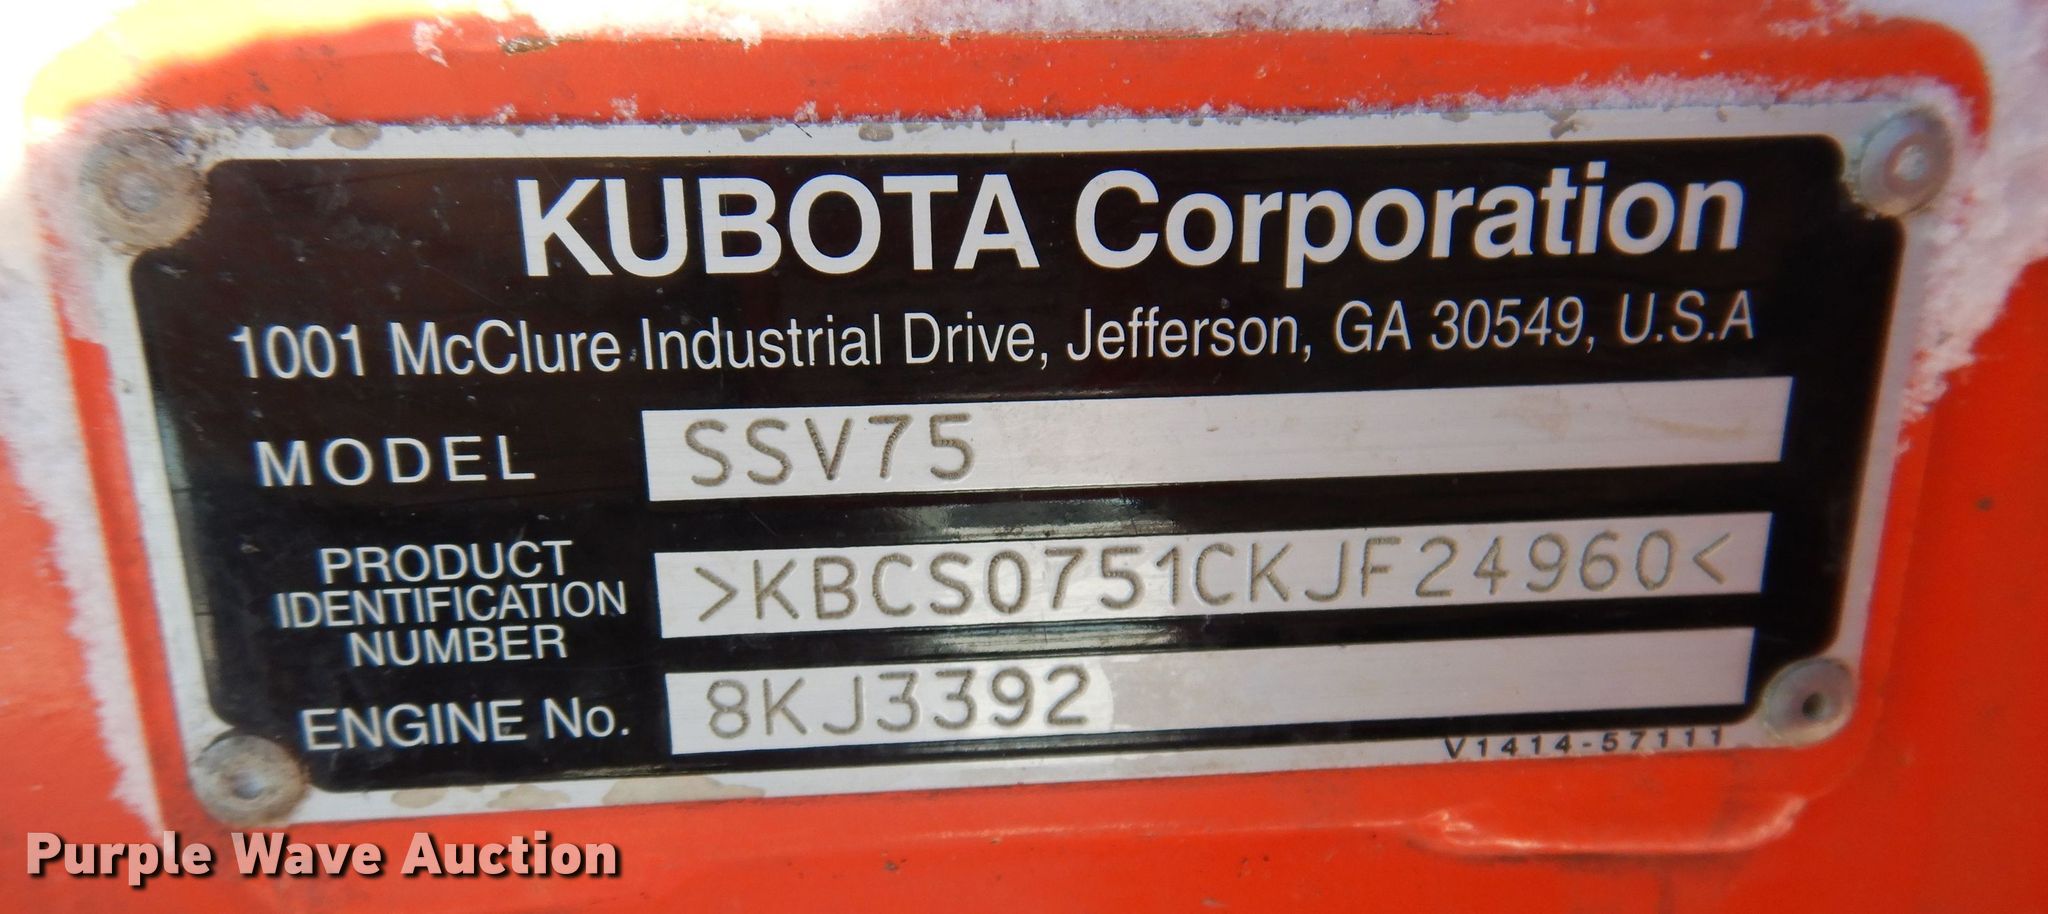 KUBOTA Corporation
1001 McClure Industrial Drive, Jefferson, GA 30549, U.S.A
MODEL SSV75
PRODUCT
IDENTIFICATION
NUMBER
>KBCS0751CKJF24960<
ENGINE No. 8KJ3392
V1414-57111
Purple Wave Auction